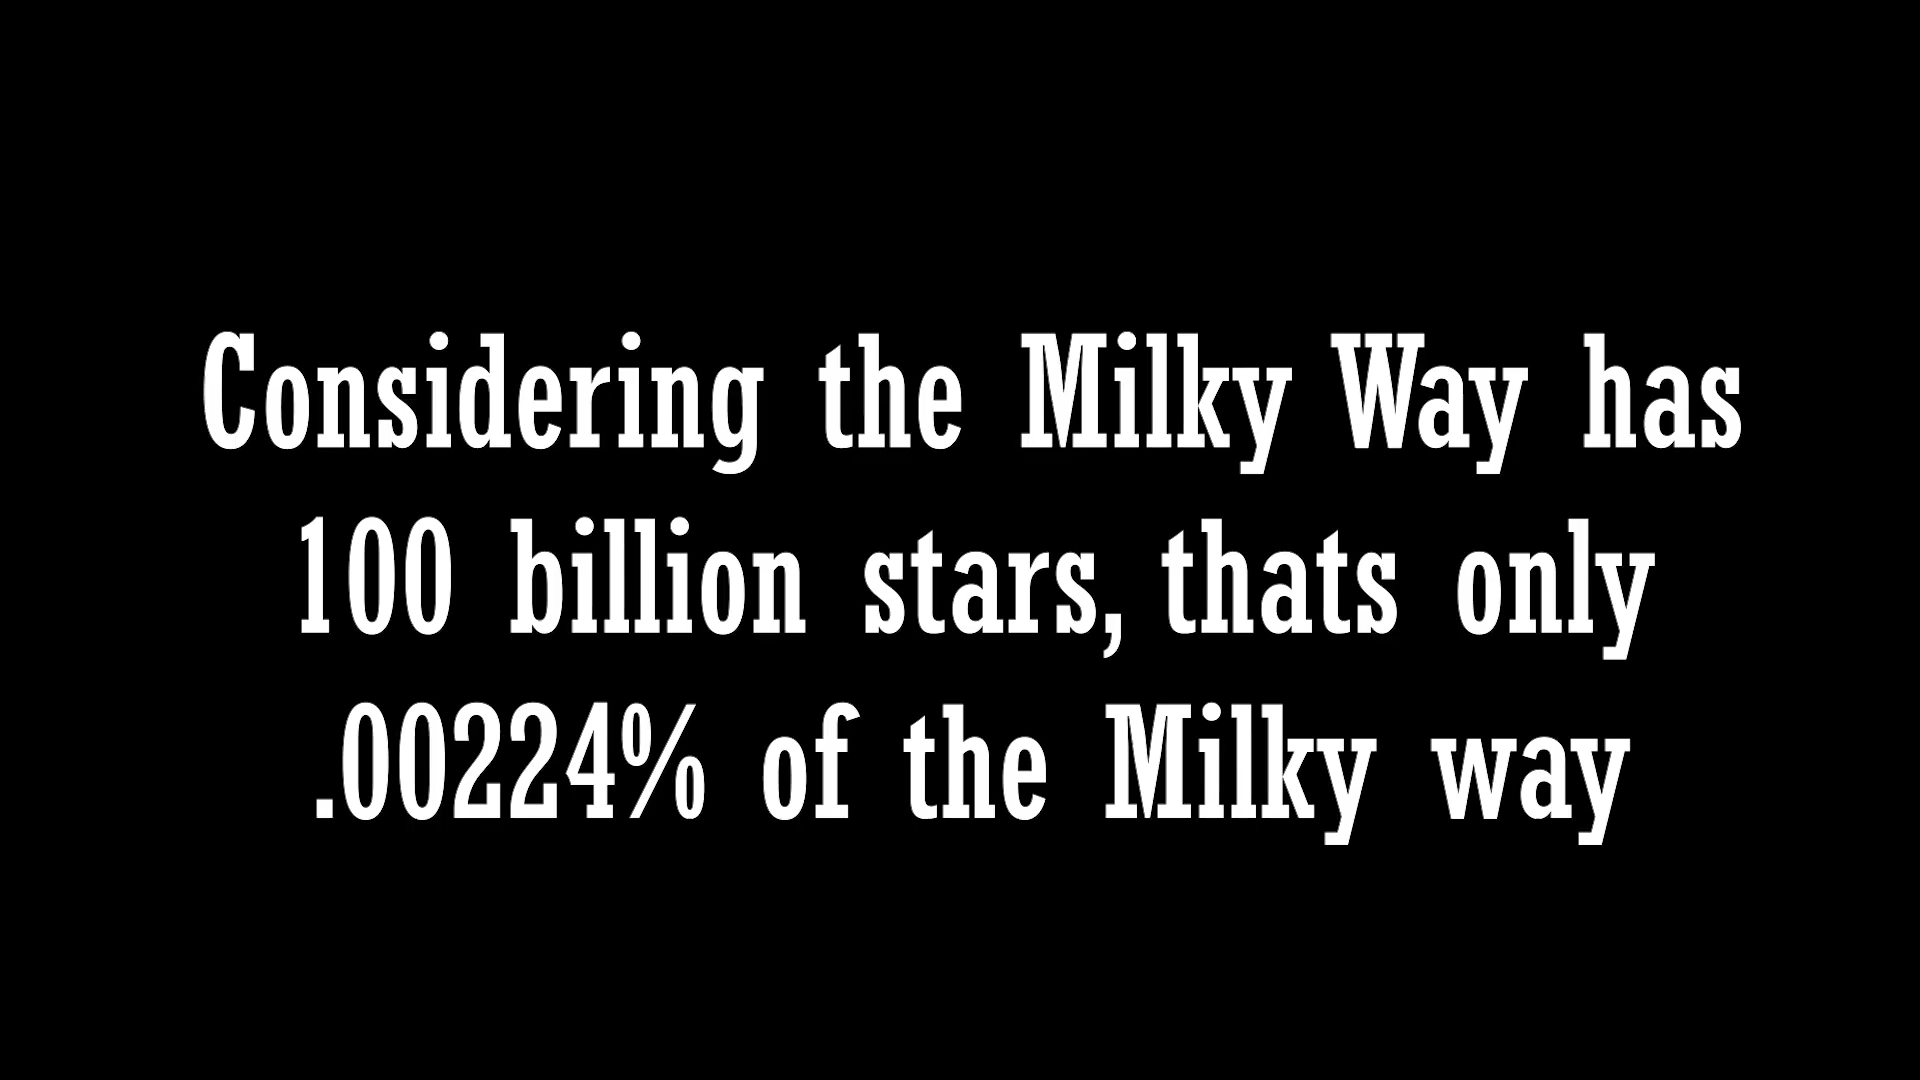 Considering the Milky Way has
100 billion stars, thats only
.00224% of the Milky way